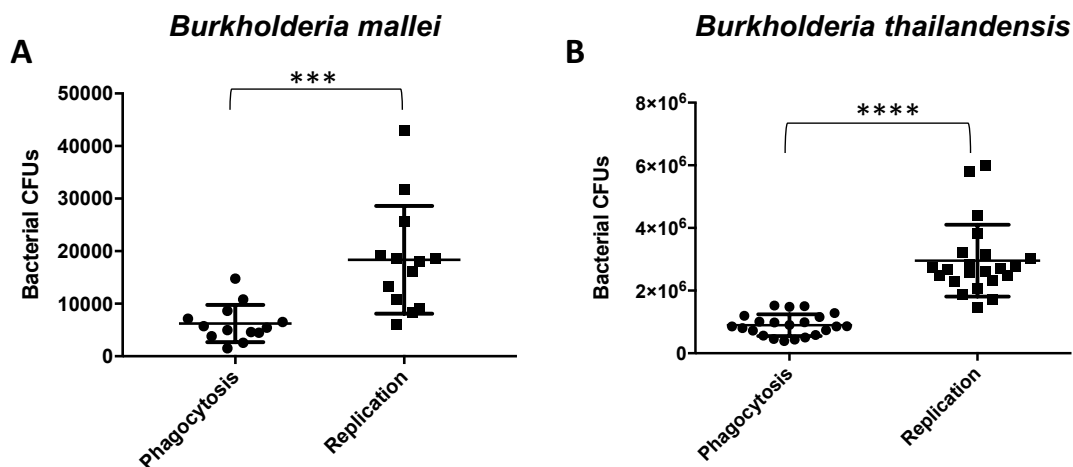 Burkholderia mallei
A
***
50000
40000
30000
20000
10000
0
Bacterial CFUs
Phagocytosis
Replication
Burkholderia thailandensis
B
****
8×10⁶
6×10⁶
4×10⁶
2×10⁶
0
Bacterial CFUs
Phagocytosis
Replication